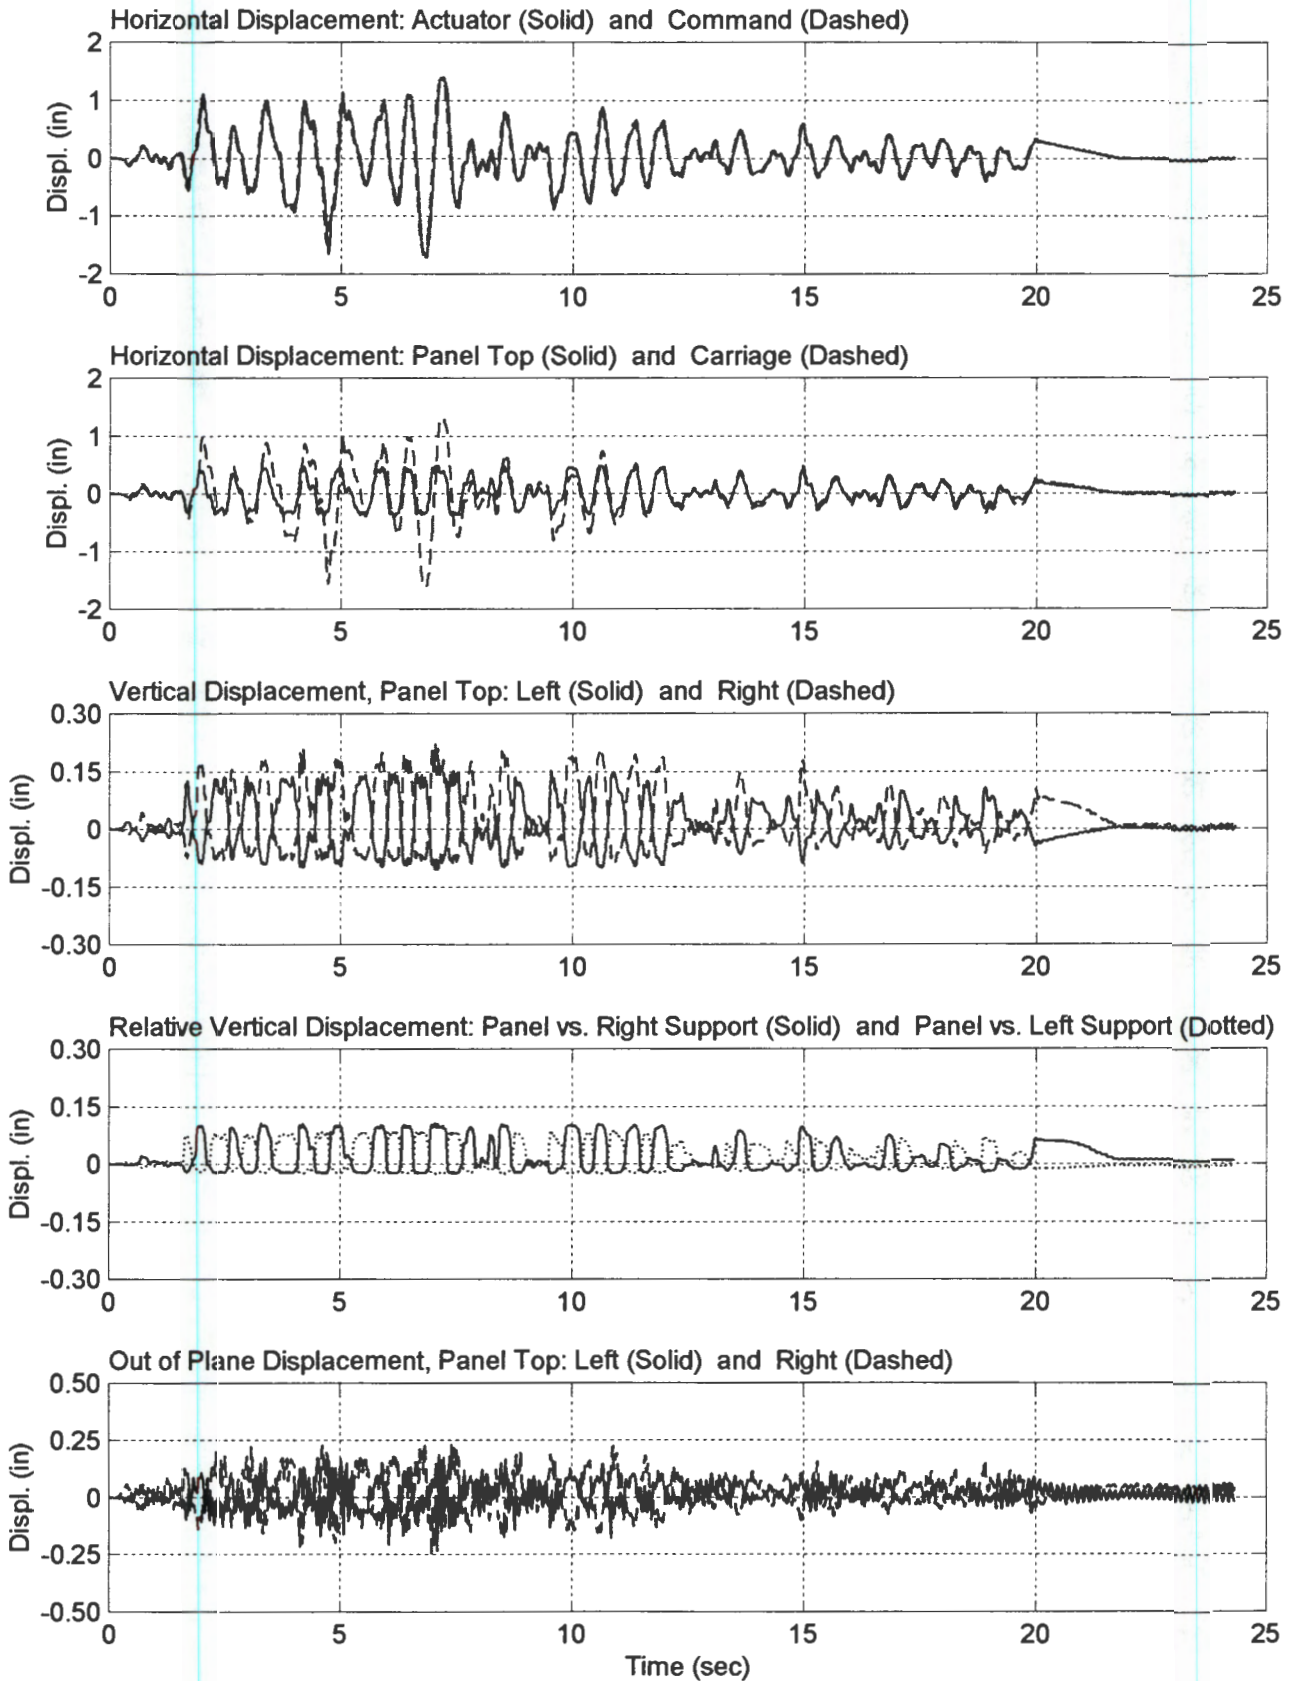 Horizontal Displacement: Actuator (Solid) and Command (Dashed)
2
1
0
-1
-2
Displ. (in)
0 5 10 15 20 25
Horizontal Displacement: Panel Top (Solid) and Carriage (Dashed)
2
1
0
-1
-2
Displ. (in)
0 5 10 15 20 25
Vertical Displacement, Panel Top: Left (Solid) and Right (Dashed)
0.30
0.15
0
-0.15
-0.30
Displ. (in)
0 5 10 15 20 25
Relative Vertical Displacement: Panel vs. Right Support (Solid) and Panel vs. Left Support (Dotted)
0.30
0.15
0
-0.15
-0.30
Displ. (in)
0 5 10 15 20 25
Out of Plane Displacement, Panel Top: Left (Solid) and Right (Dashed)
0.50
0.25
0
-0.25
-0.50
Displ. (in)
0 5 10 15 20 25
Time (sec)